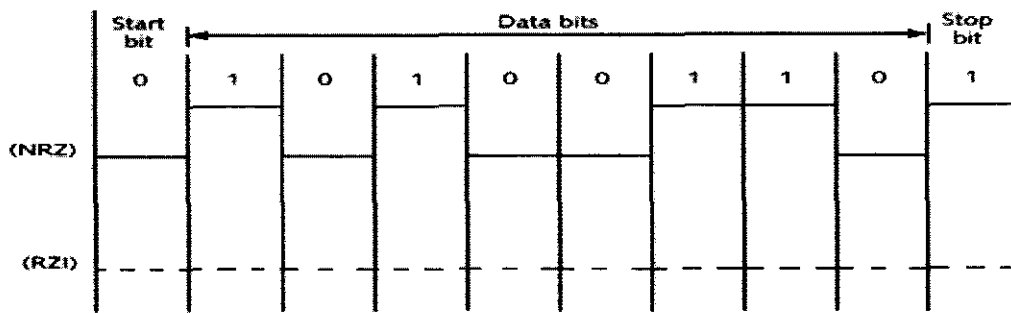 Start bit
Data bits
Stop bit
0 1 0 1 0 0 1 1 0 1
(NRZ)
(RZI)